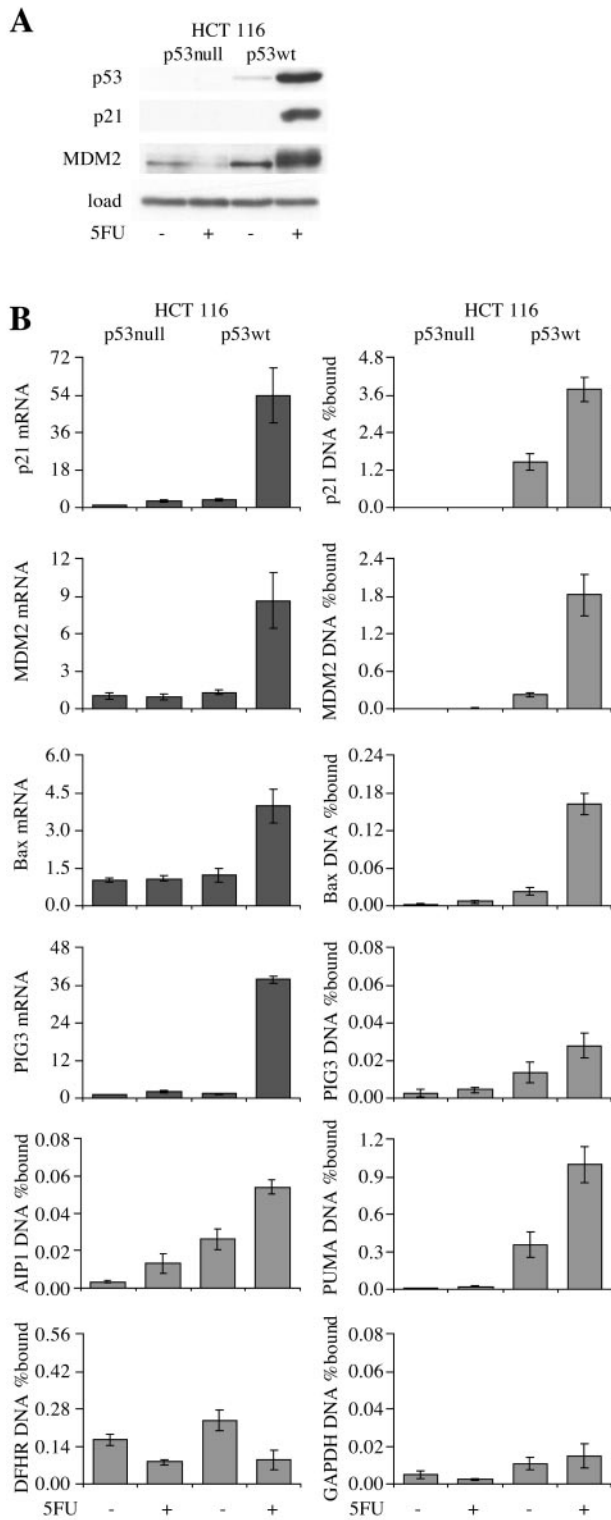 A
HCT 116
p53null p53wt
p53
p21
MDM2
load
5FU - + - +
B
HCT 116
p53null p53wt
HCT 116
p53null p53wt
p21 mRNA
72
54
36
18
0
p21 DNA %bound
4.8
3.6
2.4
1.2
0.0
MDM2 mRNA
12
9
6
3
0
MDM2 DNA %bound
2.4
1.8
1.2
0.6
0.0
Bax mRNA
6.0
4.5
3.0
1.5
0.0
Bax DNA %bound
0.24
0.18
0.12
0.06
0.00
PIG3 mRNA
48
36
24
12
0
PIG3 DNA %bound
0.08
0.06
0.04
0.02
0.00
AIP1 DNA %bound
0.08
0.06
0.04
0.02
0.00
PUMA DNA %bound
1.2
0.9
0.6
0.3
0.0
DFHR DNA %bound
0.56
0.42
0.28
0.14
0.00
GAPDH DNA %bound
0.08
0.06
0.04
0.02
0.00
5FU - + - +
5FU - + - +